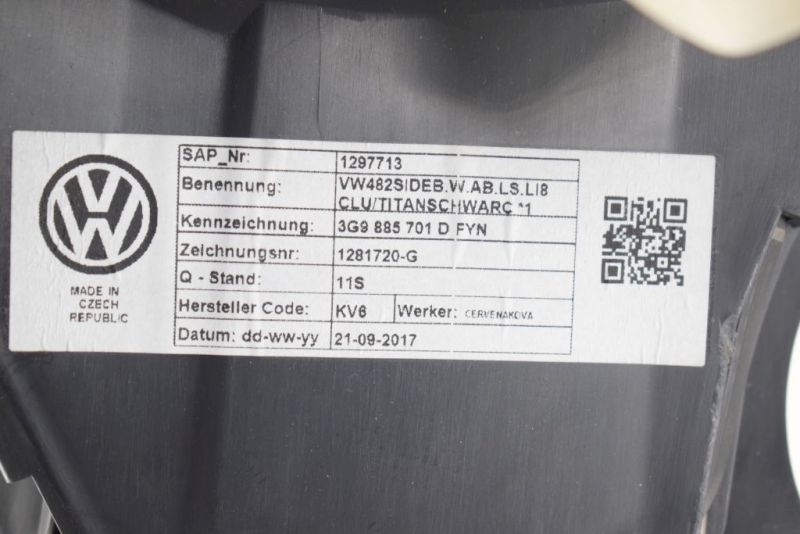 MADE IN
CZECH
REPUBLIC
SAP_Nr: 1297713
Benennung: VW482SIDEB.W.AB.LS.LI8
CLU/TITANSCHWARC *1
Kennzeichnung: 3G9 885 701 D FYN
Zeichnungsnr: 1281720-G
Q - Stand: 11S
Hersteller Code: KV6 Werker: CERVENAKOVA
Datum: dd-ww-yy 21-09-2017